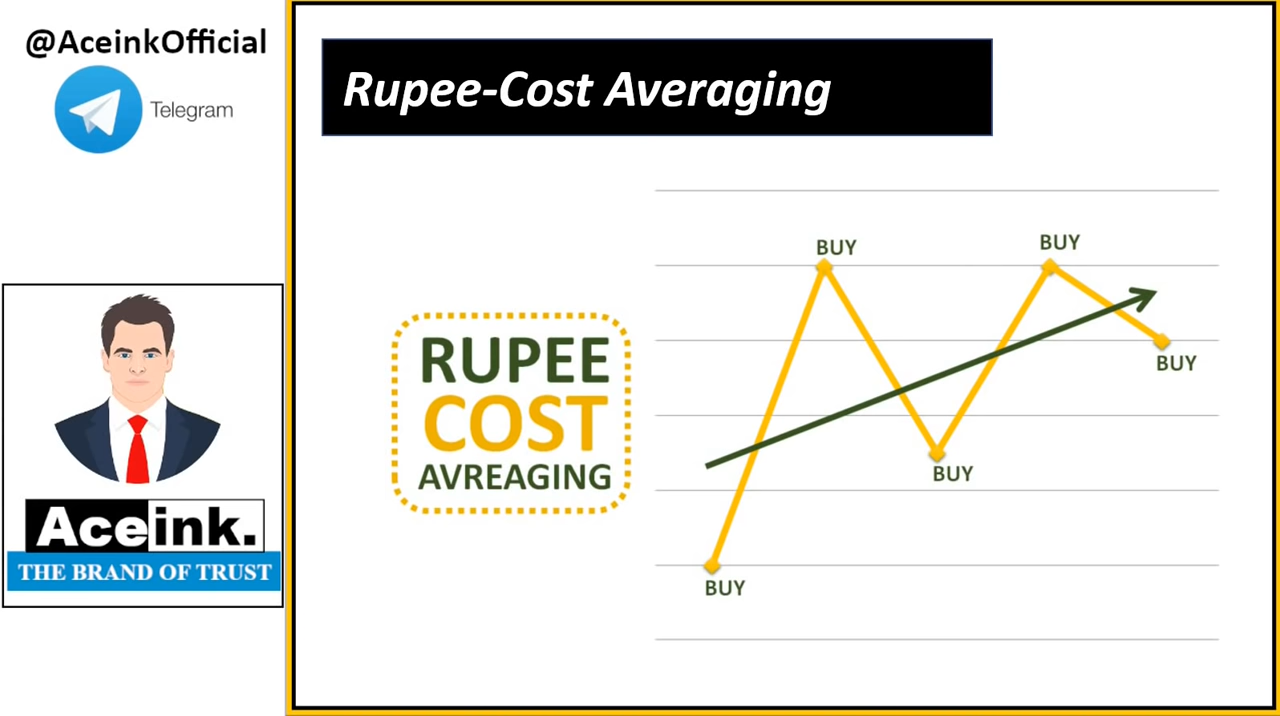 @AceinkOfficial
Telegram
Aceink.
THE BRAND OF TRUST
Rupee-Cost Averaging
RUPEE
COST
AVREAGING
BUY
BUY
BUY
BUY
BUY